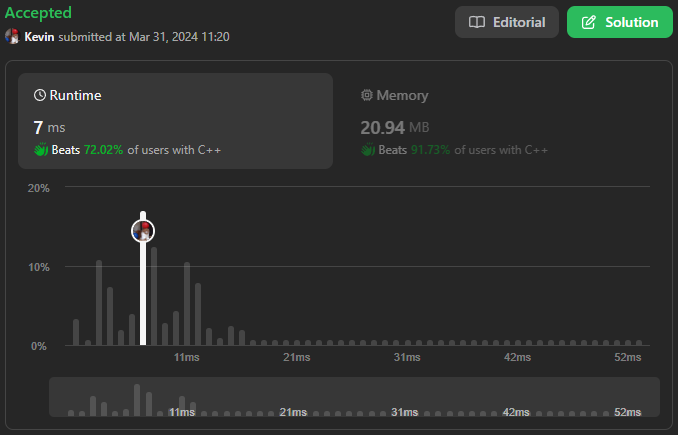 Accepted
Editorial
Solution
Kevin submitted at Mar 31, 2024 11:20
Runtime
Memory
7 ms
20.94 MB
Beats 72.02% of users with C++
Beats 91.73% of users with C++
20%
10%
0%
11ms 21ms 31ms 42ms 52ms
11ms 21ms 31ms 42ms 52ms